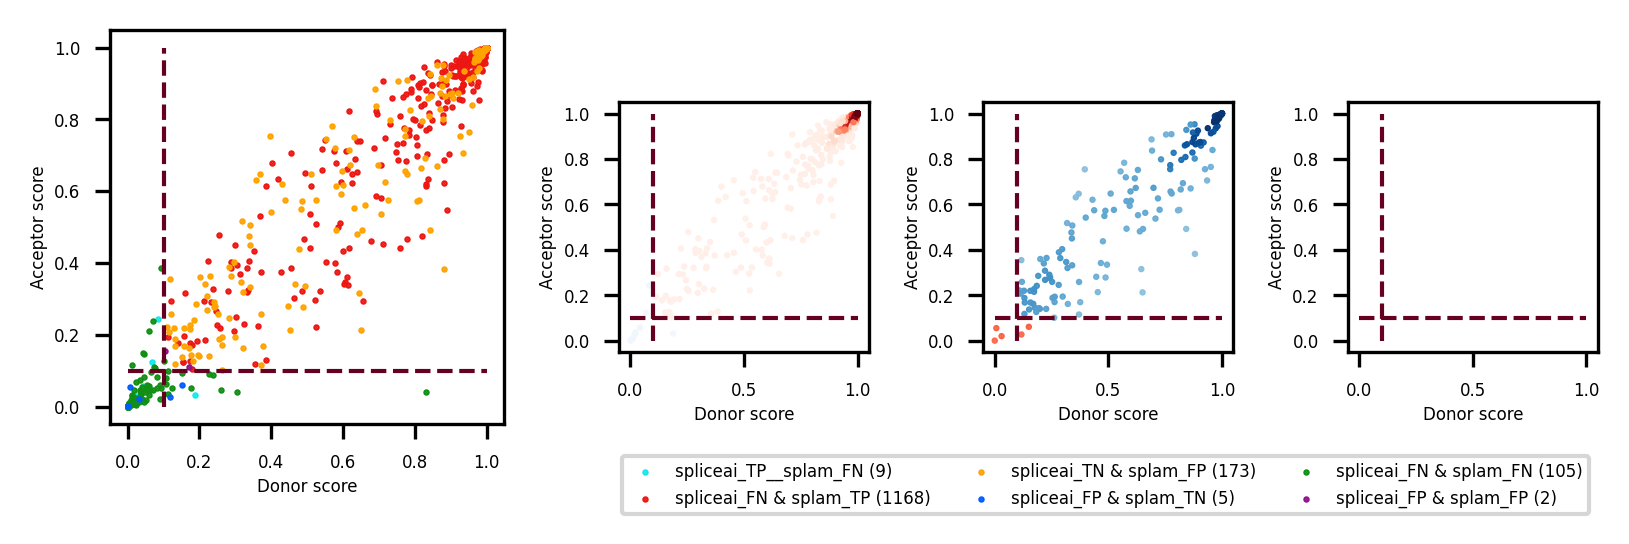 1.0
0.8
0.6
0.4
0.2
0.0
Acceptor score
0.0 0.2 0.4 0.6 0.8 1.0
Donor score
1.0
0.8
0.6
0.4
0.2
0.0
Acceptor score
0.0 0.5 1.0
Donor score
1.0
0.8
0.6
0.4
0.2
0.0
Acceptor score
0.0 0.5 1.0
Donor score
1.0
0.8
0.6
0.4
0.2
0.0
Acceptor score
0.0 0.5 1.0
Donor score
spliceai_TP__splam_FN (9)
spliceai_FN & splam_TP (1168)
spliceai_TN & splam_FP (173)
spliceai_FP & splam_TN (5)
spliceai_FN & splam_FN (105)
spliceai_FP & splam_FP (2)